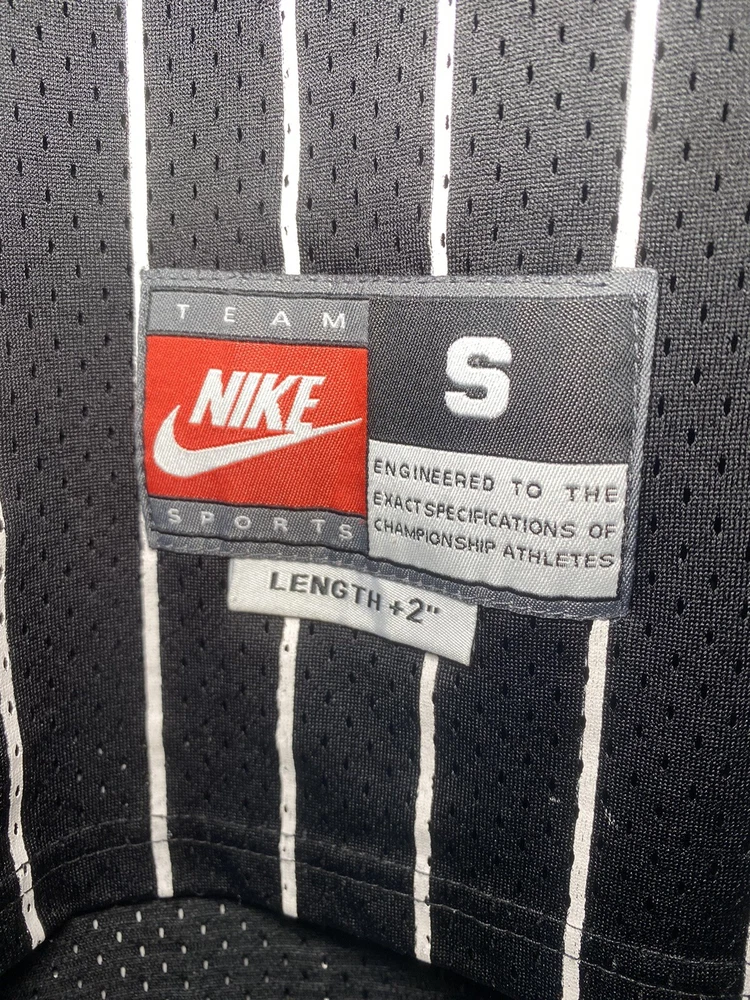 TEAM
NIKE
SPORTS
S
ENGINEERED TO THE
EXACT SPECIFICATIONS OF
CHAMPIONSHIP ATHLETES
LENGTH +2"